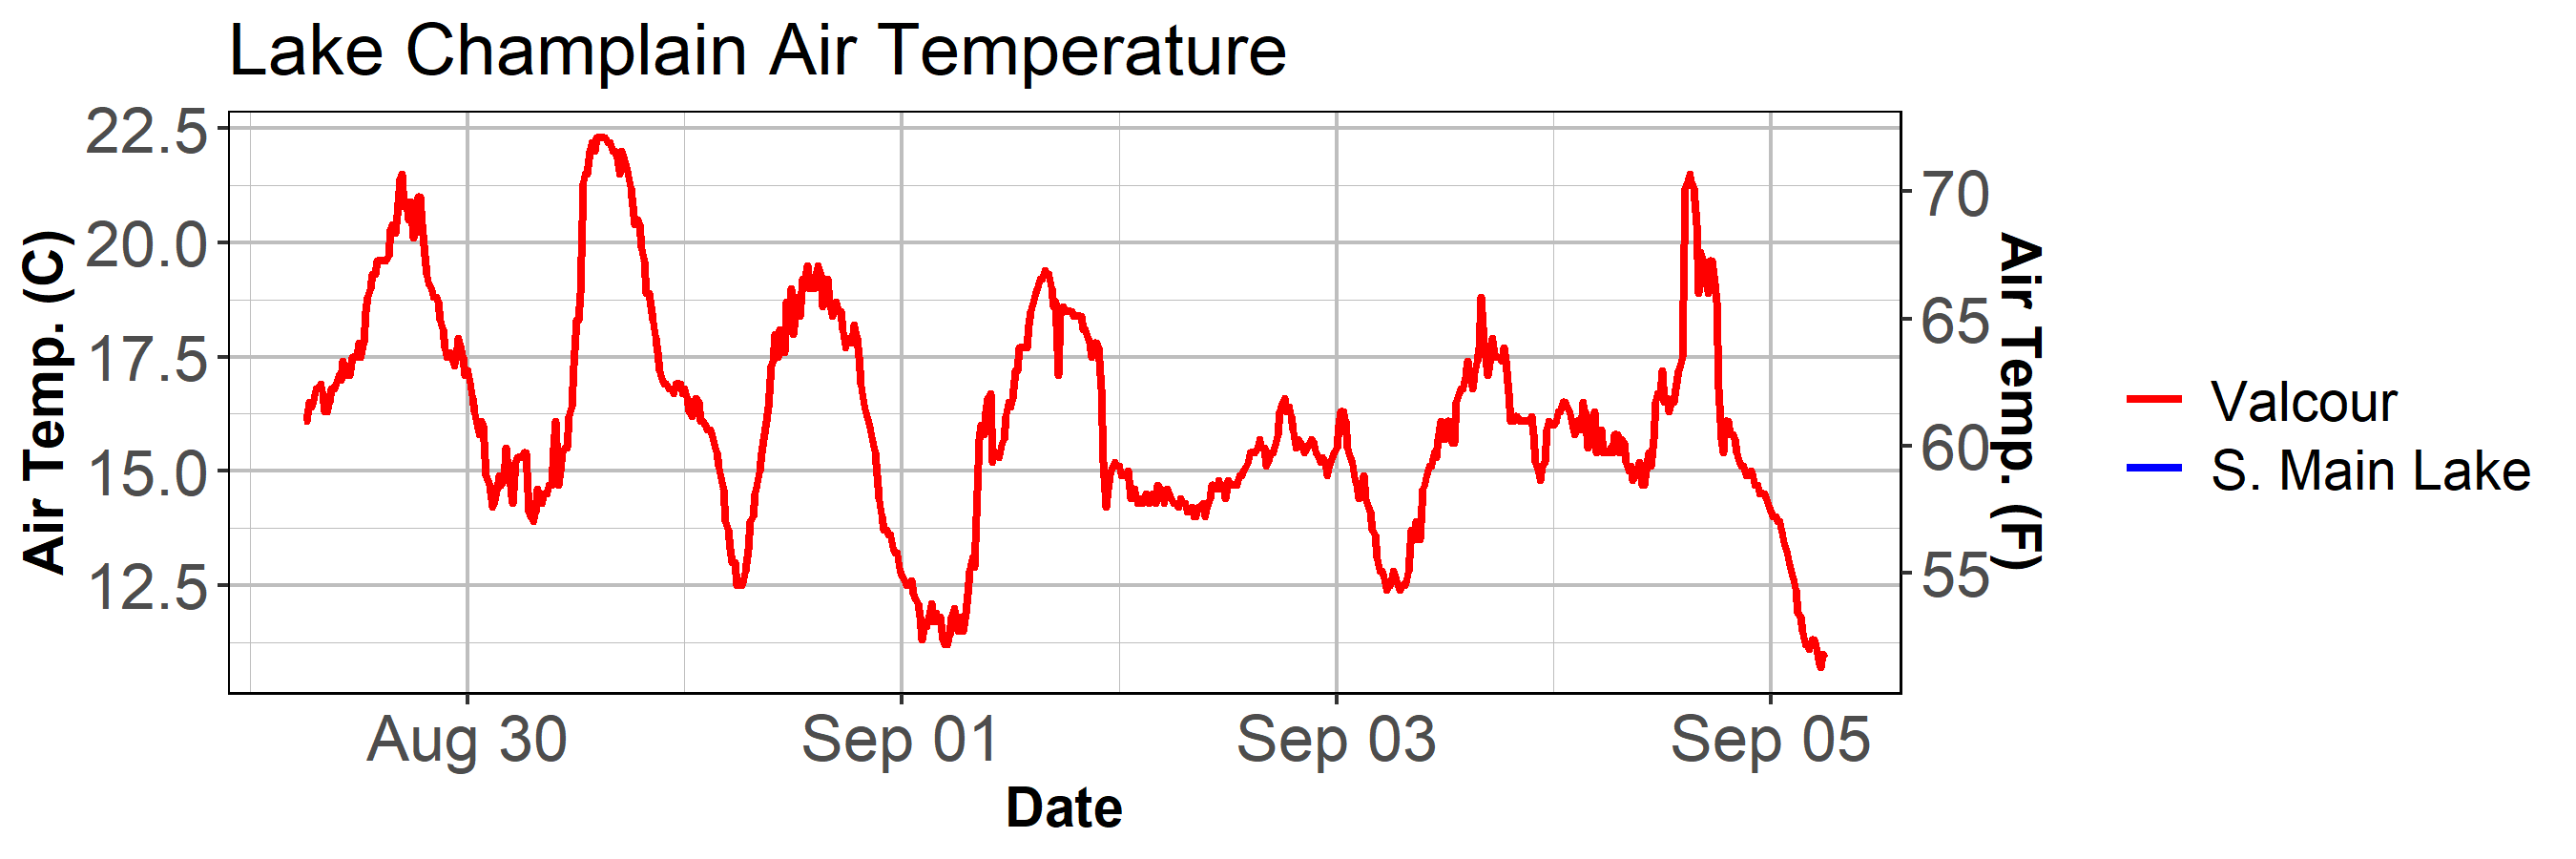 Lake Champlain Air Temperature
Air Temp. (C)
22.5
20.0
17.5
15.0
12.5
70
65
60
55
Air Temp. (F)
Aug 30
Sep 01
Sep 03
Sep 05
Date
Valcour
S. Main Lake